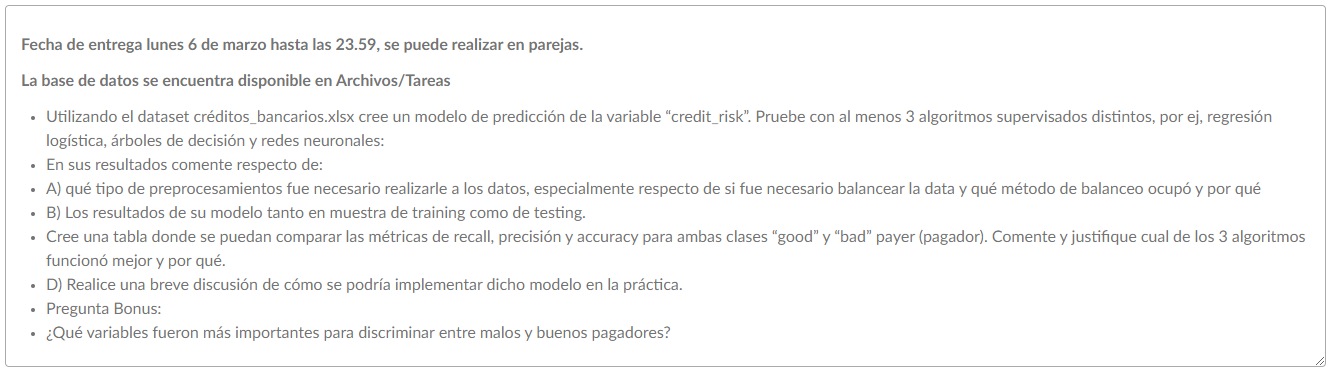 Fecha de entrega lunes 6 de marzo hasta las 23.59, se puede realizar en parejas.
La base de datos se encuentra disponible en Archivos/Tareas
• Utilizando el dataset créditos_bancarios.xlsx cree un modelo de predicción de la variable “credit_risk”. Pruebe con al menos 3 algoritmos supervisados distintos, por ej, regresión
logística, árboles de decisión y redes neuronales:
• En sus resultados comente respecto de:
• A) qué tipo de preprocesamientos fue necesario realizarle a los datos, especialmente respecto de si fue necesario balancear la data y qué método de balanceo ocupó y por qué
• B) Los resultados de su modelo tanto en muestra de training como de testing.
• Cree una tabla donde se puedan comparar las métricas de recall, precisión y accuracy para ambas clases “good” y “bad” payer (pagador). Comente y justifique cual de los 3 algoritmos
funcionó mejor y por qué.
• D) Realice una breve discusión de cómo se podría implementar dicho modelo en la práctica.
• Pregunta Bonus:
• ¿Qué variables fueron más importantes para discriminar entre malos y buenos pagadores?